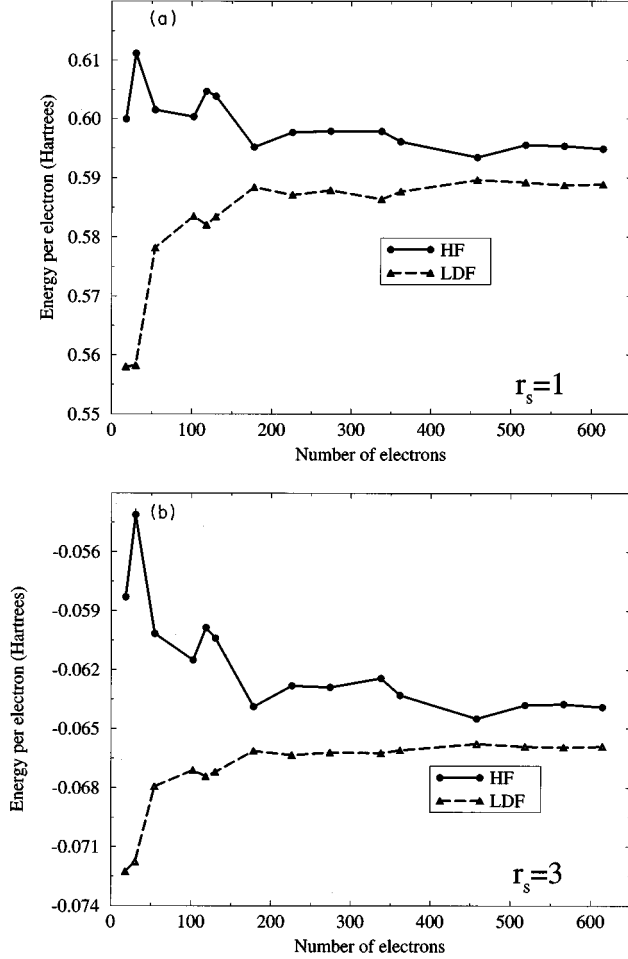 (a)
0.61
0.60
0.59
0.58
0.57
0.56
0.55
Energy per electron (Hartrees)
HF
LDF
r_s=1
0 100 200 300 400 500 600
Number of electrons
(b)
-0.056
-0.059
-0.062
-0.065
-0.068
-0.071
-0.074
Energy per electron (Hartrees)
HF
LDF
r_s=3
0 100 200 300 400 500 600
Number of electrons